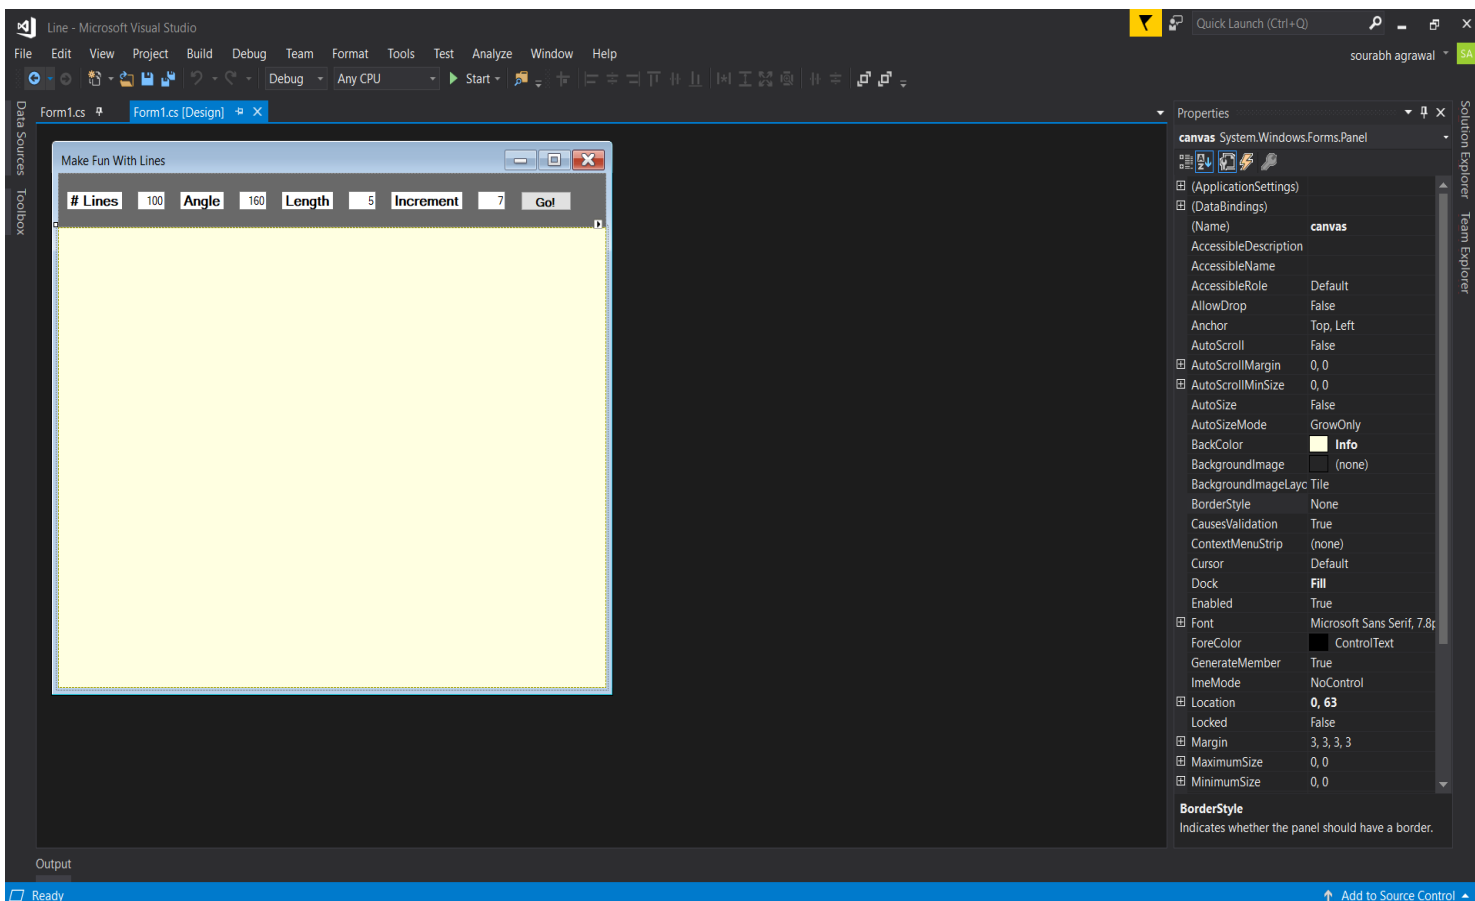 Line - Microsoft Visual Studio
Quick Launch (Ctrl+Q)
File Edit View Project Build Debug Team Format Tools Test Analyze Window Help
sourabh agrawal
SA
Debug Any CPU Start
Data Sources
Toolbox
Form1.cs
Form1.cs [Design]
Make Fun With Lines
# Lines 100 Angle 160 Length 5 Increment 7 Go!
Properties
canvas System.Windows.Forms.Panel
(ApplicationSettings)
(DataBindings)
(Name) canvas
AccessibleDescription
AccessibleName
AccessibleRole Default
AllowDrop False
Anchor Top, Left
AutoScroll False
AutoScrollMargin 0, 0
AutoScrollMinSize 0, 0
AutoSize False
AutoSizeMode GrowOnly
BackColor Info
BackgroundImage (none)
BackgroundImageLayc Tile
BorderStyle None
CausesValidation True
ContextMenuStrip (none)
Cursor Default
Dock Fill
Enabled True
Font Microsoft Sans Serif, 7.8p
ForeColor ControlText
GenerateMember True
ImeMode NoControl
Location 0, 63
Locked False
Margin 3, 3, 3, 3
MaximumSize 0, 0
MinimumSize 0, 0
BorderStyle
Indicates whether the panel should have a border.
Solution Explorer
Team Explorer
Output
Ready
Add to Source Control